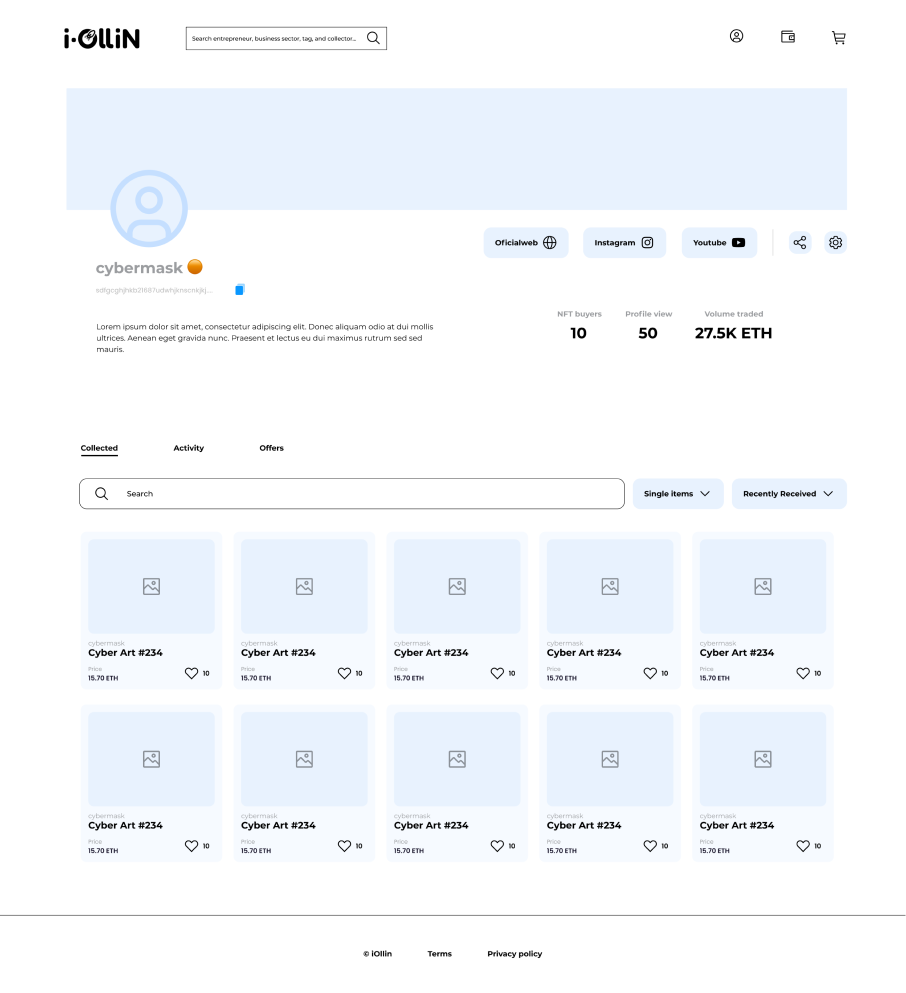 i·OLLiN
Search entrepreneur, business sector, tag, and collector...
Oficialweb
Instagram
Youtube
cybermask
NFT buyers
Profile view
Volume traded
10
50
27.5K ETH
Lorem ipsum dolor sit amet, consectetur adipiscing elit. Donec aliquam odio at dui mollis
ultrices. Aenean eget gravida nunc. Praesent et lectus eu dui maximus rutrum sed sed
mauris.
Collected
Activity
Offers
Search
Single items
Recently Received
cybermask
Cyber Art #234
Price
15.70 ETH
10
cybermask
Cyber Art #234
Price
15.70 ETH
10
cybermask
Cyber Art #234
Price
15.70 ETH
10
cybermask
Cyber Art #234
Price
15.70 ETH
10
cybermask
Cyber Art #234
Price
15.70 ETH
10
cybermask
Cyber Art #234
Price
15.70 ETH
10
cybermask
Cyber Art #234
Price
15.70 ETH
10
cybermask
Cyber Art #234
Price
15.70 ETH
10
cybermask
Cyber Art #234
Price
15.70 ETH
10
cybermask
Cyber Art #234
Price
15.70 ETH
10
© iOllin
Terms
Privacy policy